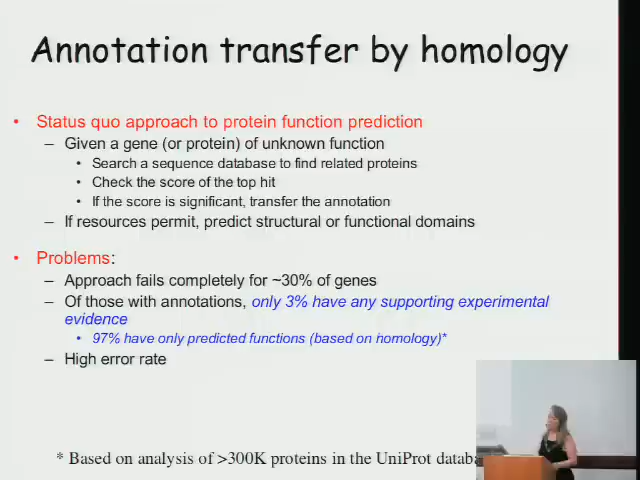 Annotation transfer by homology
• Status quo approach to protein function prediction
– Given a gene (or protein) of unknown function
• Search a sequence database to find related proteins
• Check the score of the top hit
• If the score is significant, transfer the annotation
– If resources permit, predict structural or functional domains
• Problems:
– Approach fails completely for ~30% of genes
– Of those with annotations, only 3% have any supporting experimental
evidence
• 97% have only predicted functions (based on homology)*
– High error rate
* Based on analysis of >300K proteins in the UniProt databa